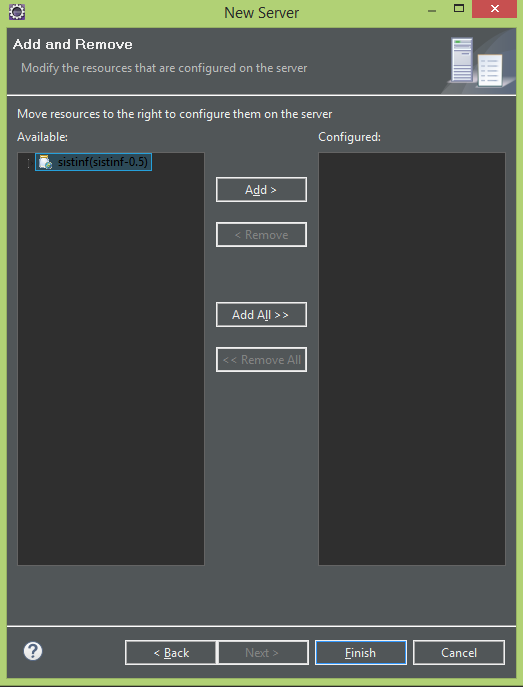 New Server
Add and Remove
Modify the resources that are configured on the server
Move resources to the right to configure them on the server
Available:
Configured:
sistinf(sistinf-0.5)
Add >
< Remove
Add All >>
<< Remove All
?
< Back
Next >
Finish
Cancel